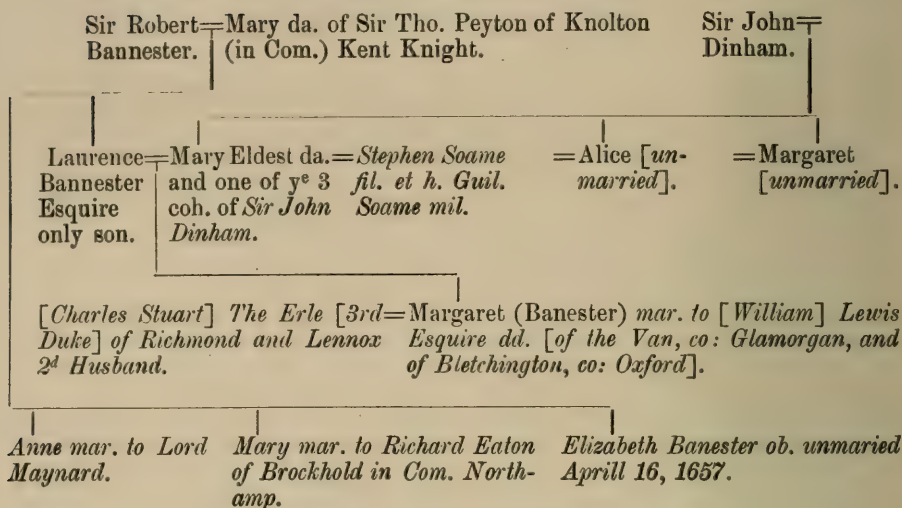 Sir Robert=Mary da. of Sir Tho. Peyton of Knolton
Bannester. (in Com.) Kent Knight.
Sir John=
Dinham.
Laurence=Mary Eldest da.=Stephen Soame
Bannester and one of yᵉ 3 fil. et h. Guil.
Esquire coh. of Sir John Soame mil.
only son. Dinham.
=Alice [un-
married].
=Margaret
[unmarried].
[Charles Stuart] The Erle [3rd=Margaret (Banester) mar. to [William] Lewis
Duke] of Richmond and Lennox Esquire dd. [of the Van, co: Glamorgan, and
2ᵈ Husband. of Bletchington, co: Oxford].
Anne mar. to Lord
Maynard.
Mary mar. to Richard Eaton
of Brockhold in Com. North-
amp.
Elizabeth Banester ob. unmaried
Aprill 16, 1657.